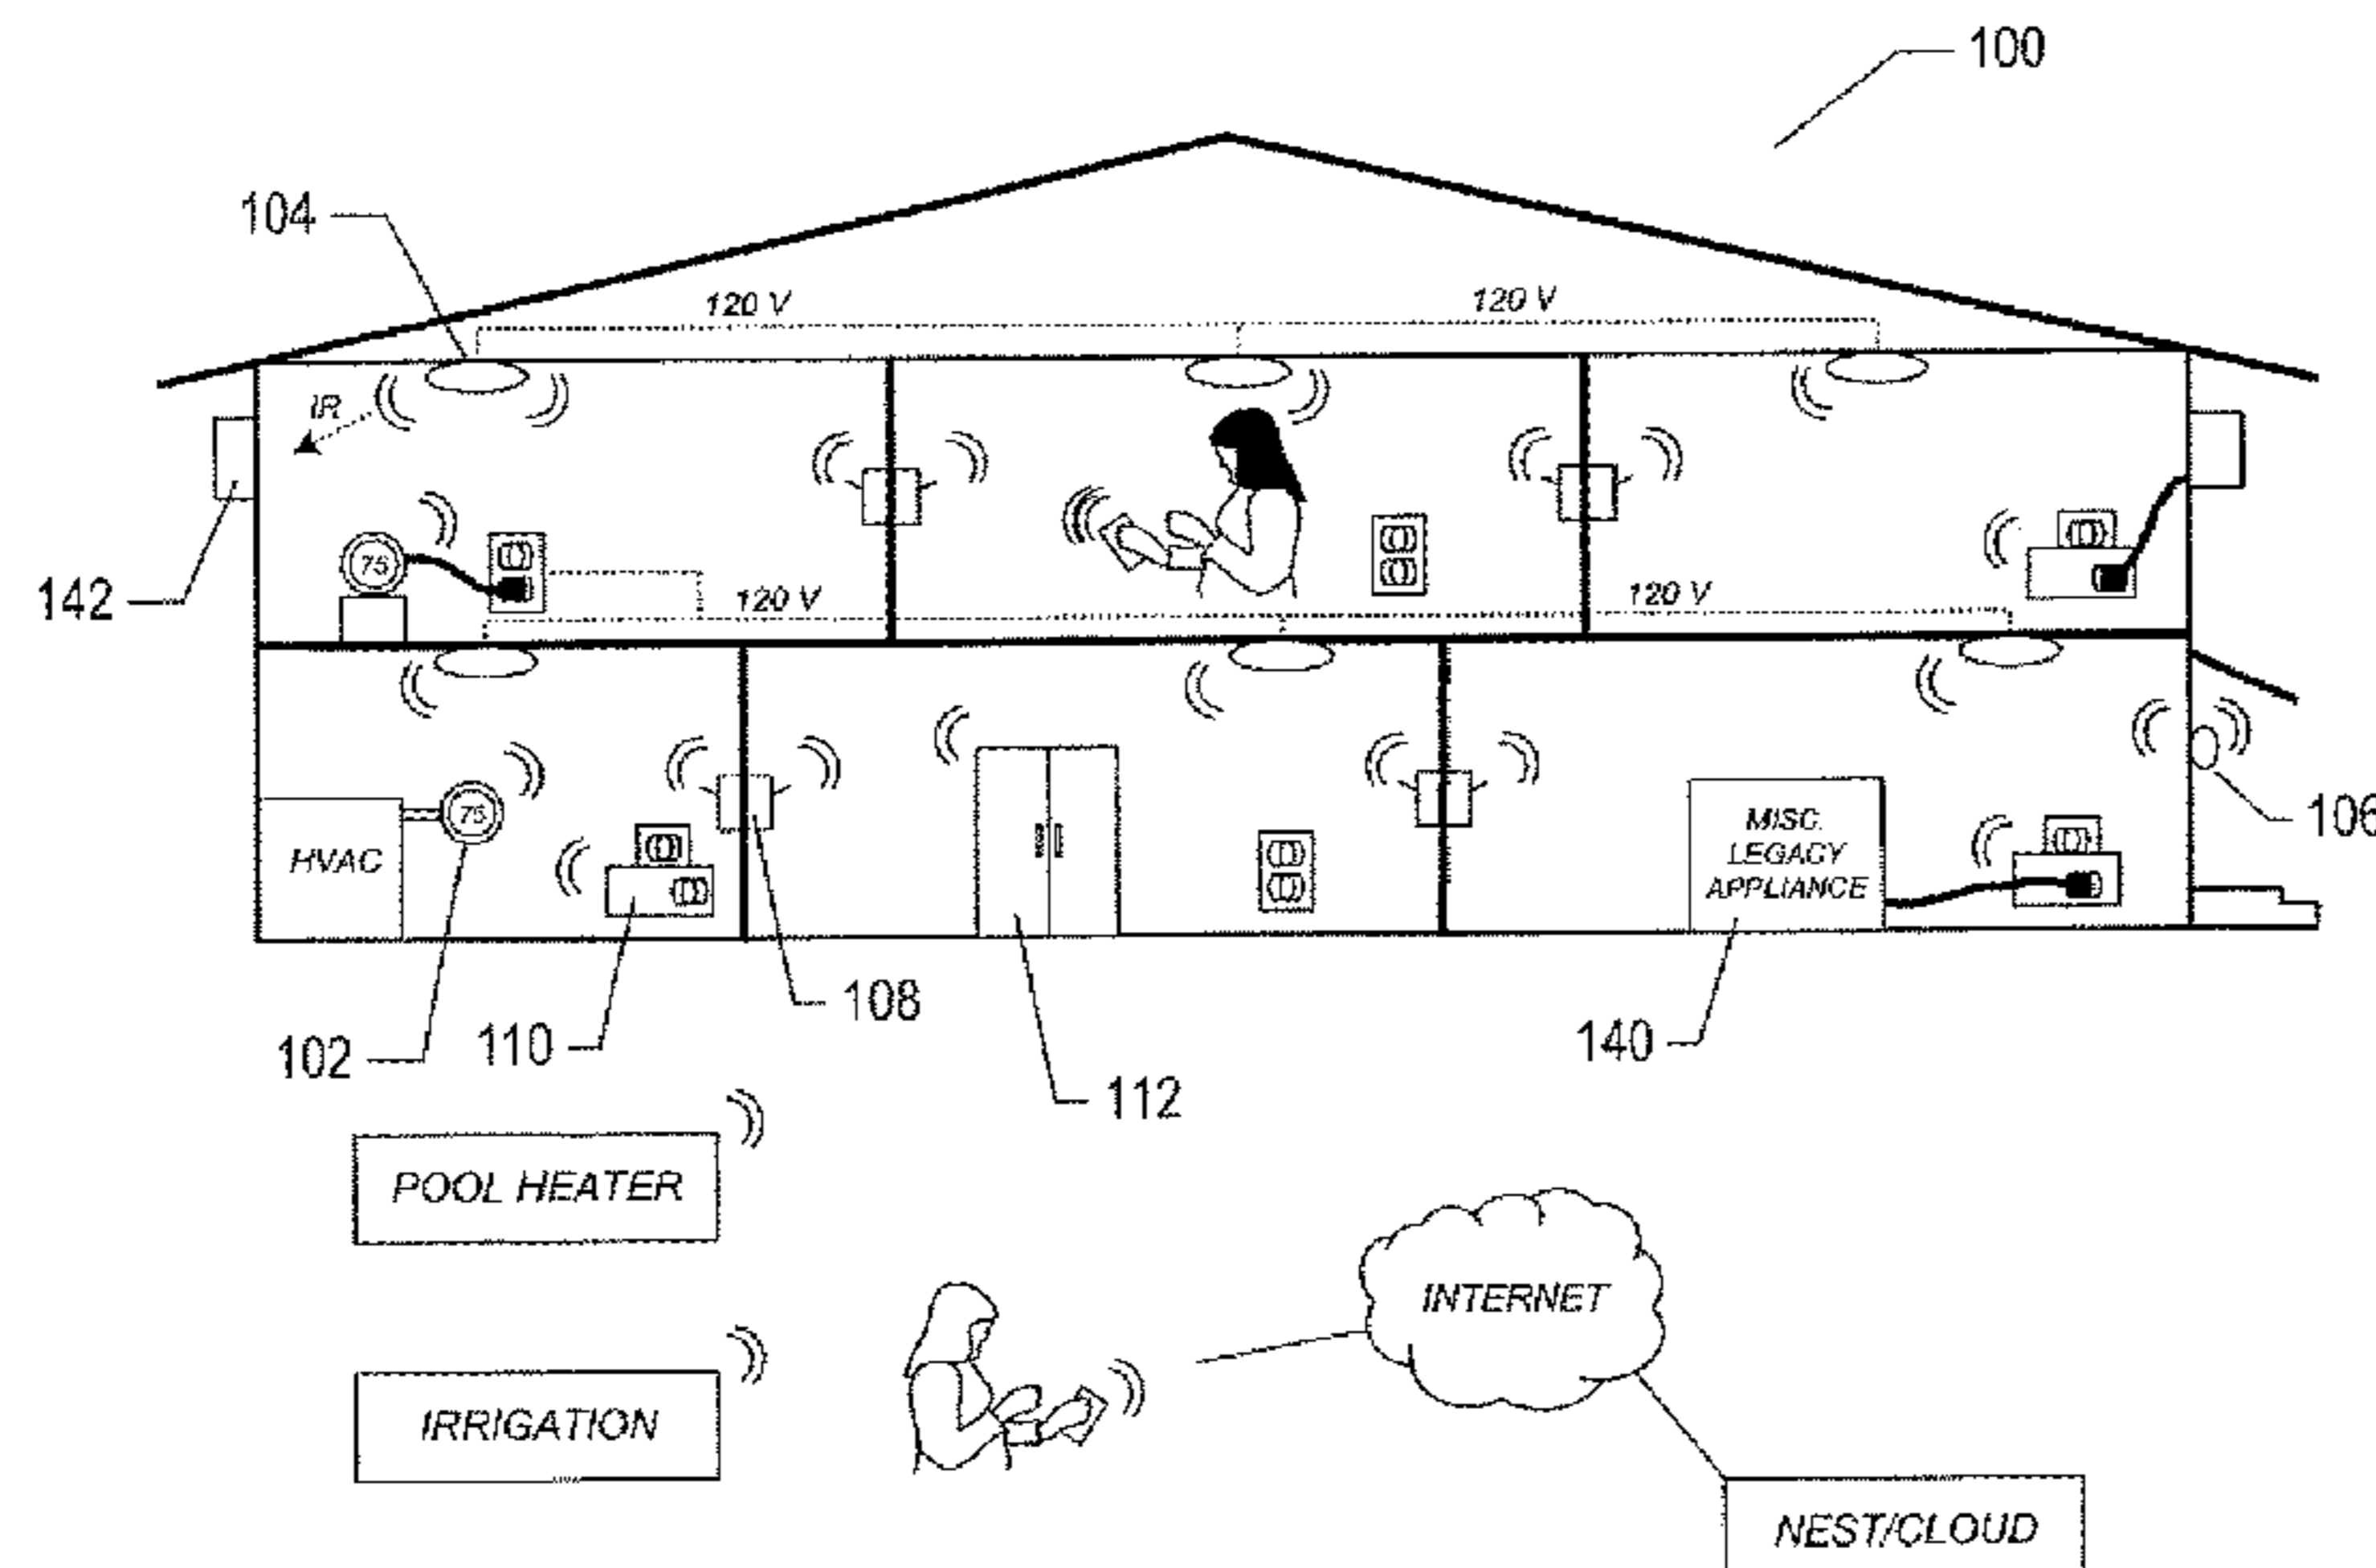 100
104
120 V
120 V
IR
142
75
120 V
120 V
HVAC
75
MISC.
LEGACY
APPLIANCE
106
108
102
110
140
112
POOL HEATER
INTERNET
IRRIGATION
NEST/CLOUD